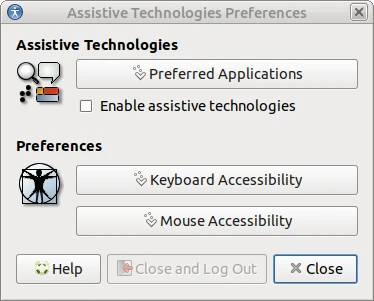 Assistive Technologies Preferences
Assistive Technologies
Preferred Applications
Enable assistive technologies
Preferences
Keyboard Accessibility
Mouse Accessibility
Help
Close and Log Out
Close